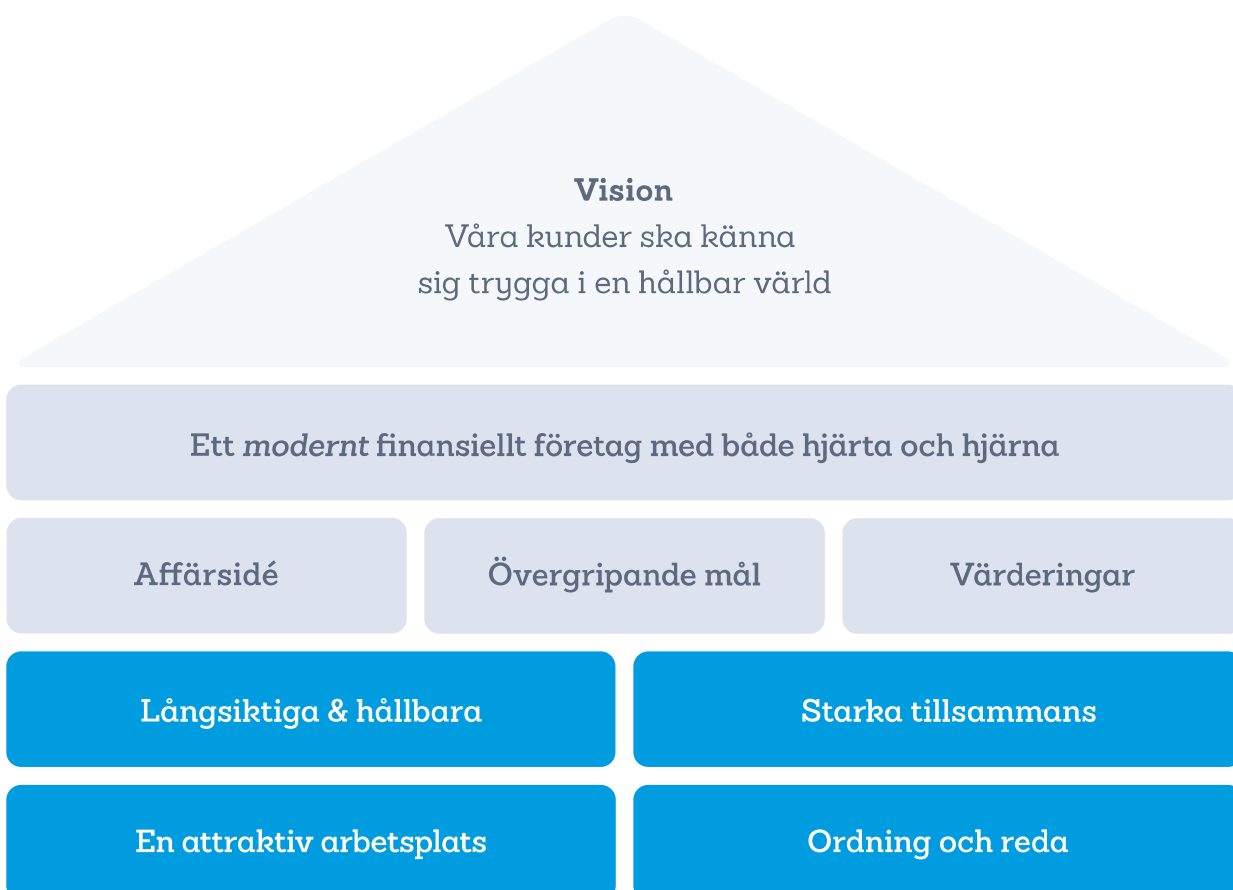 Vision
Våra kunder ska känna
sig trygga i en hållbar värld
Ett modernt finansiellt företag med både hjärta och hjärna
Affärsidé
Övergripande mål
Värderingar
Långsiktiga & hållbara
Starka tillsammans
En attraktiv arbetsplats
Ordning och reda